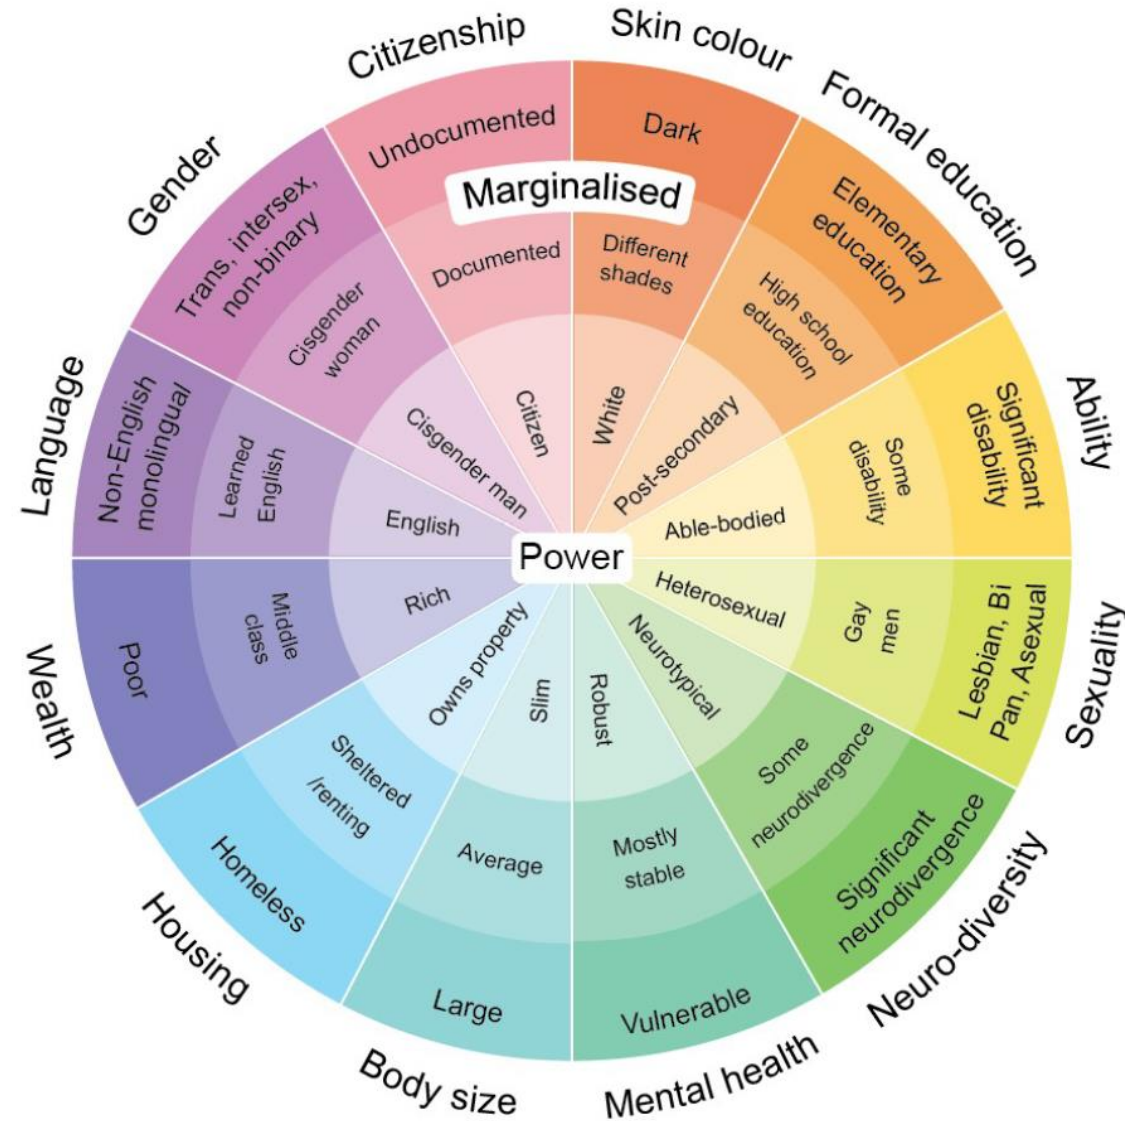 Citizenship
Undocumented
Documented
Citizen
Skin colour
Dark
Different
shades
White
Formal education
Elementary
education
High school
education
Post-secondary
Ability
Significant
disability
Some
disability
Able-bodied
Sexuality
Lesbian, Bi
Pan, Asexual
Gay
men
Heterosexual
Neuro-diversity
Significant
neurodivergence
Some
neurodivergence
Neurotypical
Mental health
Vulnerable
Mostly
stable
Robust
Body size
Large
Average
Slim
Housing
Homeless
Sheltered
/renting
Owns property
Wealth
Poor
Middle
class
Rich
Language
Non-English
monolingual
Learned
English
English
Gender
Trans, intersex,
non-binary
Cisgender
woman
Cisgender man
Marginalised
Power